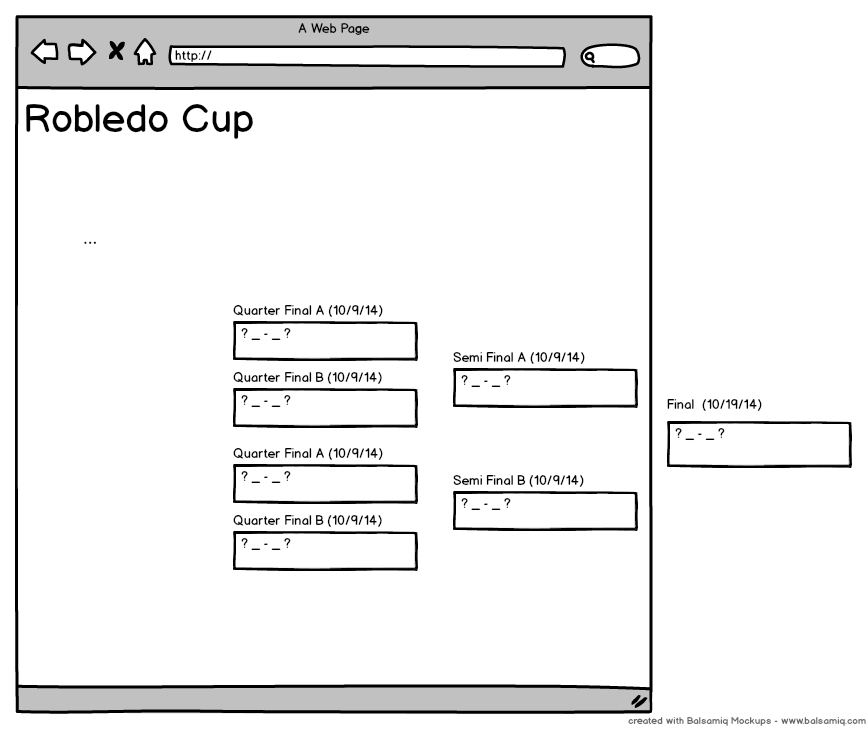 A Web Page
http://
Robledo Cup
...
Quarter Final A (10/9/14)
? _ - _ ?
Quarter Final B (10/9/14)
? _ - _ ?
Quarter Final A (10/9/14)
? _ - _ ?
Quarter Final B (10/9/14)
? _ - _ ?
Semi Final A (10/9/14)
? _ - _ ?
Semi Final B (10/9/14)
? _ - _ ?
Final (10/19/14)
? _ - _ ?
created with Balsamiq Mockups - www.balsamiq.com